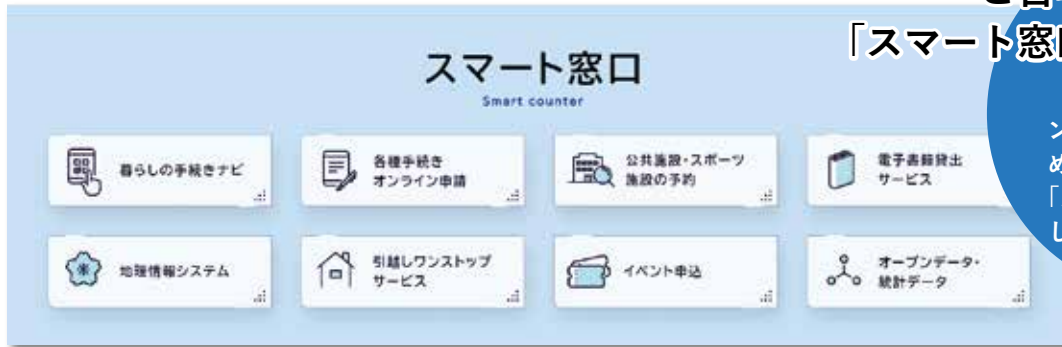 「スマート窓
スマート窓口
Smart counter
暮らしの手続きナビ
各種手続き
オンライン申請
公共施設・スポーツ
施設の予約
電子書籍貸出
サービス
地理情報システム
引越しワンストップ
サービス
イベント申込
オープンデータ・
統計データ
ン
め
「
し